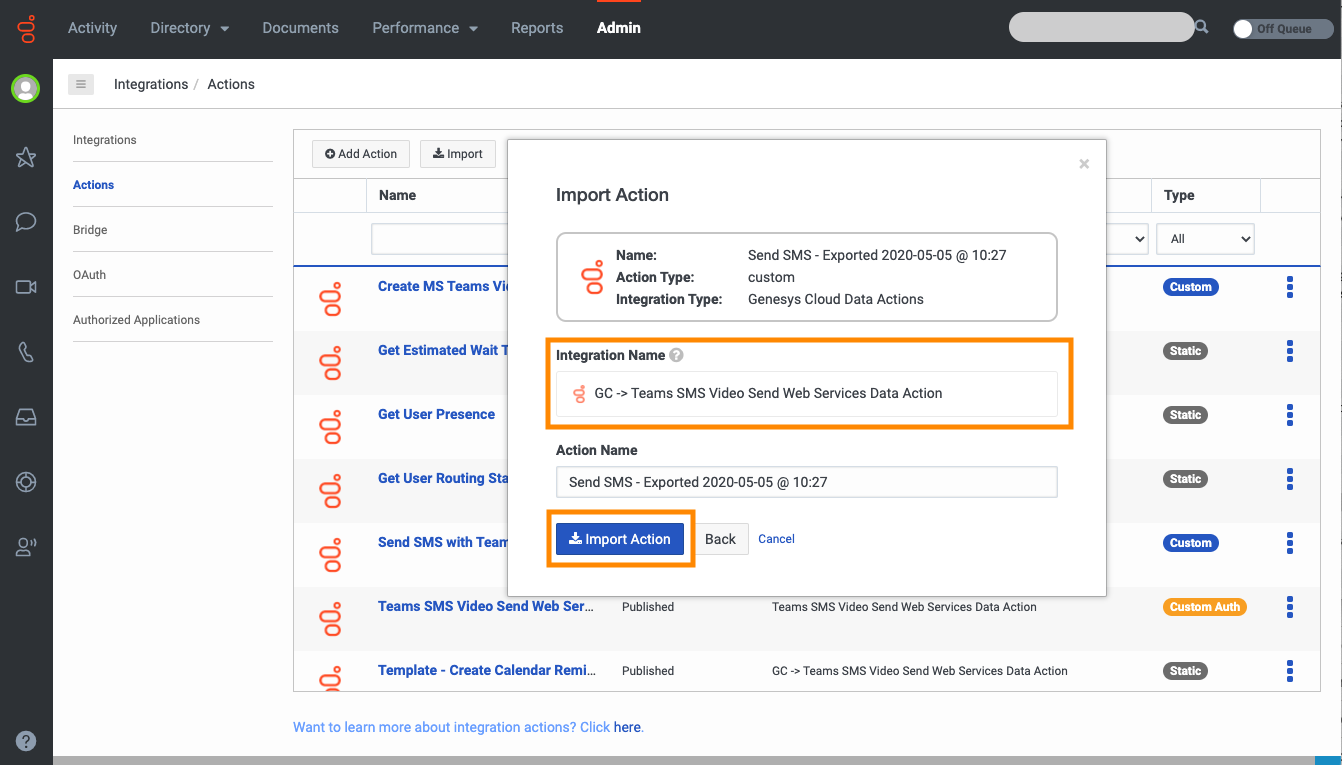 Activity Directory Documents Performance Reports Admin Off Queue
Integrations / Actions
Integrations
Actions
Bridge
OAuth
Authorized Applications
Add Action Import
Name Type
All
Create MS Teams Custom
Get Estimated Wait Static
Get User Presence Static
Get User Routing Static
Send SMS with Custom
Teams SMS Video Send Web Ser... Published Teams SMS Video Send Web Services Data Action Custom Auth
Template - Create Calendar Remi... Published GC -> Teams SMS Video Send Web Services Data Action Static
Want to learn more about integration actions? Click here.
×
Import Action
Name: Send SMS - Exported 2020-05-05 @ 10:27
Action Type: custom
Integration Type: Genesys Cloud Data Actions
Integration Name ?
GC -> Teams SMS Video Send Web Services Data Action
Action Name
Send SMS - Exported 2020-05-05 @ 10:27
Import Action Back Cancel
?